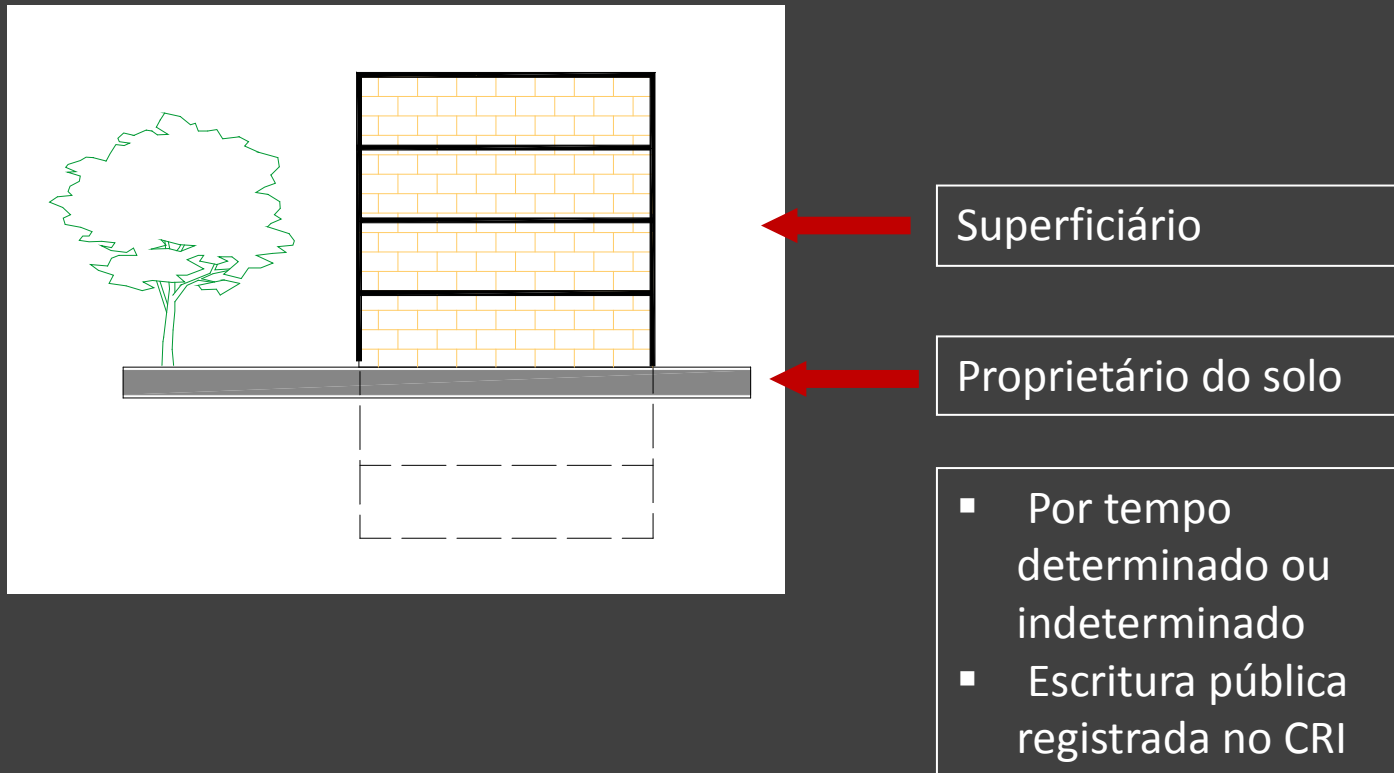 Superficiário
Proprietário do solo
▪ Por tempo
determinado ou
indeterminado
▪ Escritura pública
registrada no CRI